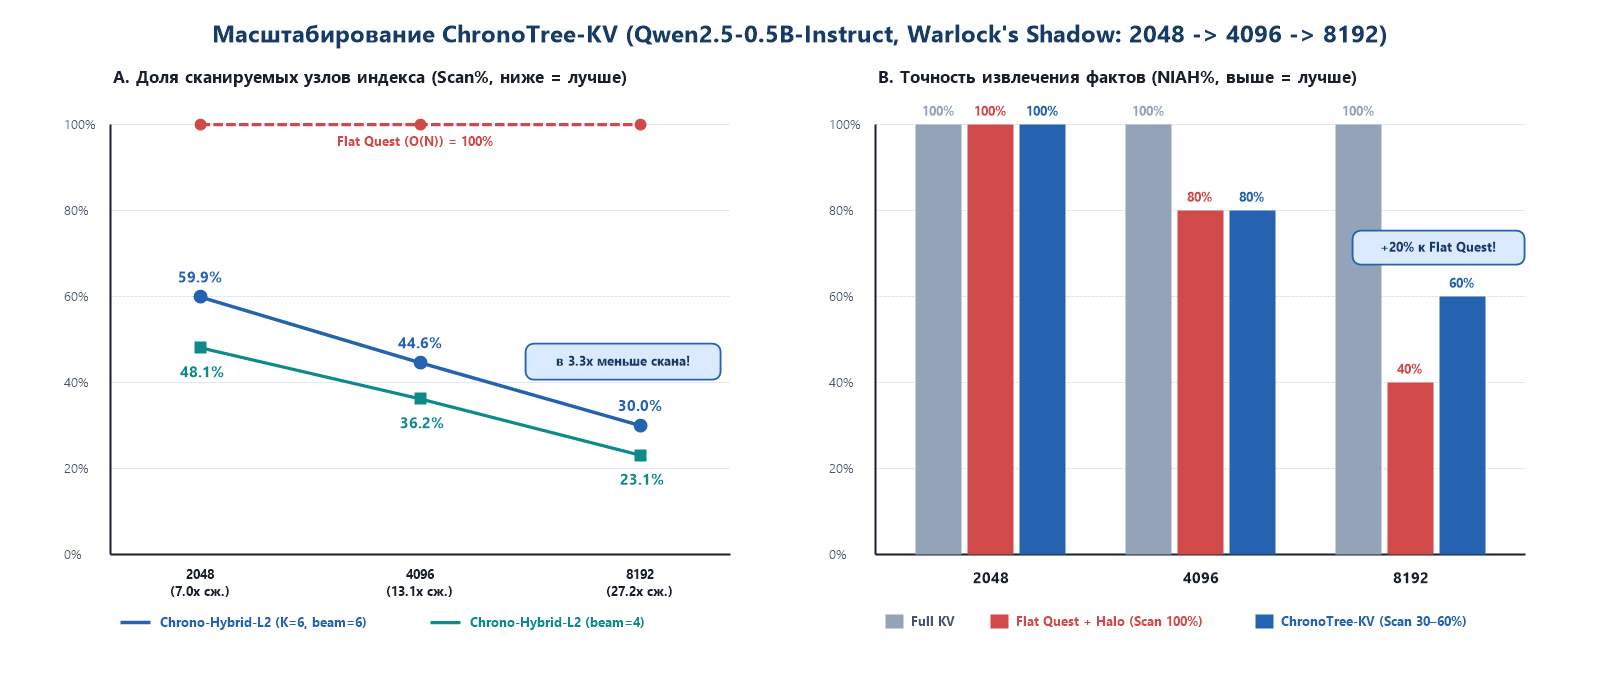 Масштабирование ChronoTree-KV (Qwen2.5-0.5B-Instruct, Warlock's Shadow: 2048 -> 4096 -> 8192)
A. Доля сканируемых узлов индекса (Scan%, ниже = лучше)
100%
80%
60%
40%
20%
0%
Flat Quest (O(N)) = 100%
59.9%
48.1%
44.6%
36.2%
в 3.3x меньше скана!
30.0%
23.1%
2048
(7.0x сж.)
4096
(13.1x сж.)
8192
(27.2x сж.)
Chrono-Hybrid-L2 (K=6, beam=6)
Chrono-Hybrid-L2 (beam=4)
B. Точность извлечения фактов (NIAH%, выше = лучше)
100%
80%
60%
40%
20%
0%
100%
100%
100%
100%
80%
80%
100%
40%
60%
+20% к Flat Quest!
2048
4096
8192
Full KV
Flat Quest + Halo (Scan 100%)
ChronoTree-KV (Scan 30–60%)